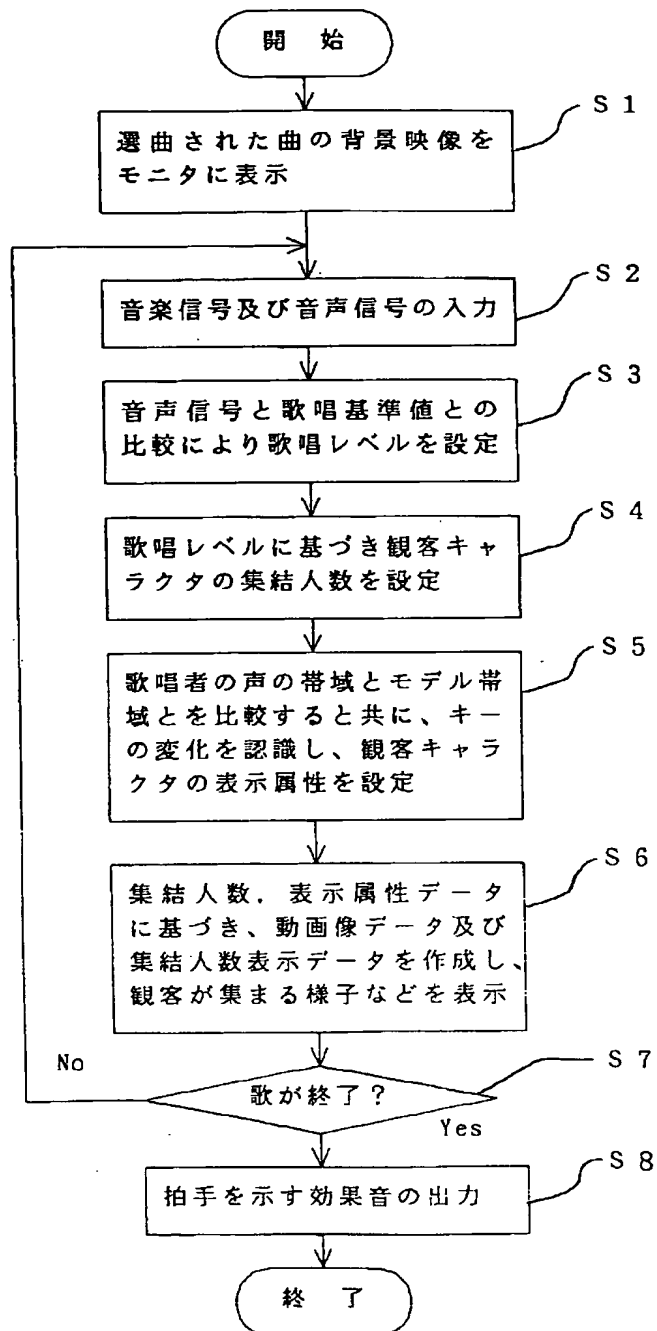 開 始
S 1
選曲された曲の背景映像を
モニタに表示
S 2
音楽信号及び音声信号の入力
S 3
音声信号と歌唱基準値との
比較により歌唱レベルを設定
S 4
歌唱レベルに基づき観客キャ
ラクタの集結人数を設定
S 5
歌唱者の声の帯域とモデル帯
域とを比較すると共に、キー
の変化を認識し、観客キャラ
クタの表示属性を設定
S 6
集結人数．表示属性データ
に基づき、動画像データ及び
集結人数表示データを作成し、
観客が集まる様子などを表示
No
S 7
歌が終了？
Yes
S 8
拍手を示す効果音の出力
終 了